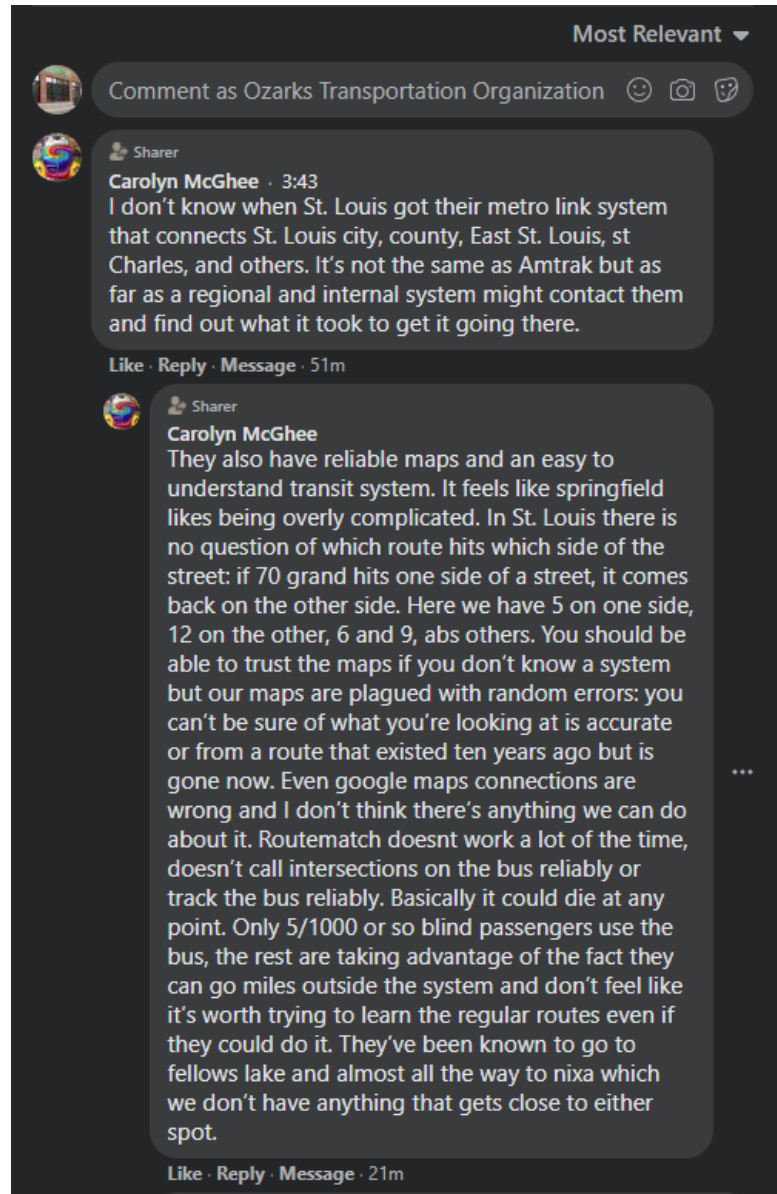 Most Relevant
Comment as Ozarks Transportation Organization
Sharer
Carolyn McGhee · 3:43
I don't know when St. Louis got their metro link system
that connects St. Louis city, county, East St. Louis, st
Charles, and others. It's not the same as Amtrak but as
far as a regional and internal system might contact them
and find out what it took to get it going there.
Like · Reply · Message · 51m
Sharer
Carolyn McGhee
They also have reliable maps and an easy to
understand transit system. It feels like springfield
likes being overly complicated. In St. Louis there is
no question of which route hits which side of the
street: if 70 grand hits one side of a street, it comes
back on the other side. Here we have 5 on one side,
12 on the other, 6 and 9, abs others. You should be
able to trust the maps if you don't know a system
but our maps are plagued with random errors: you
can't be sure of what you're looking at is accurate
or from a route that existed ten years ago but is
gone now. Even google maps connections are
wrong and I don't think there's anything we can do
about it. Routematch doesnt work a lot of the time,
doesn't call intersections on the bus reliably or
track the bus reliably. Basically it could die at any
point. Only 5/1000 or so blind passengers use the
bus, the rest are taking advantage of the fact they
can go miles outside the system and don't feel like
it's worth trying to learn the regular routes even if
they could do it. They've been known to go to
fellows lake and almost all the way to nixa which
we don't have anything that gets close to either
spot.
Like · Reply · Message · 21m